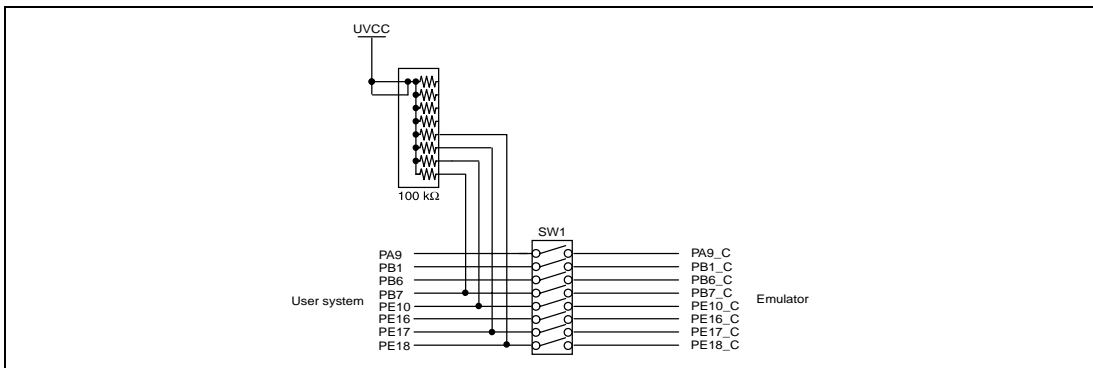 UVCC
100 kΩ
SW1
PA9 PA9_C
PB1 PB1_C
PB6 PB6_C
PB7 PB7_C
User system Emulator
PE10 PE10_C
PE16 PE16_C
PE17 PE17_C
PE18 PE18_C